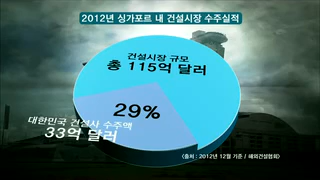 2012년 싱가포르 내 건설시장 수주실적
건설시장 규모
총 115억 달러
29%
대한민국 건설사 수주액
33억 달러
<출처 : 2012년 12월 기준 / 해외건설협회>